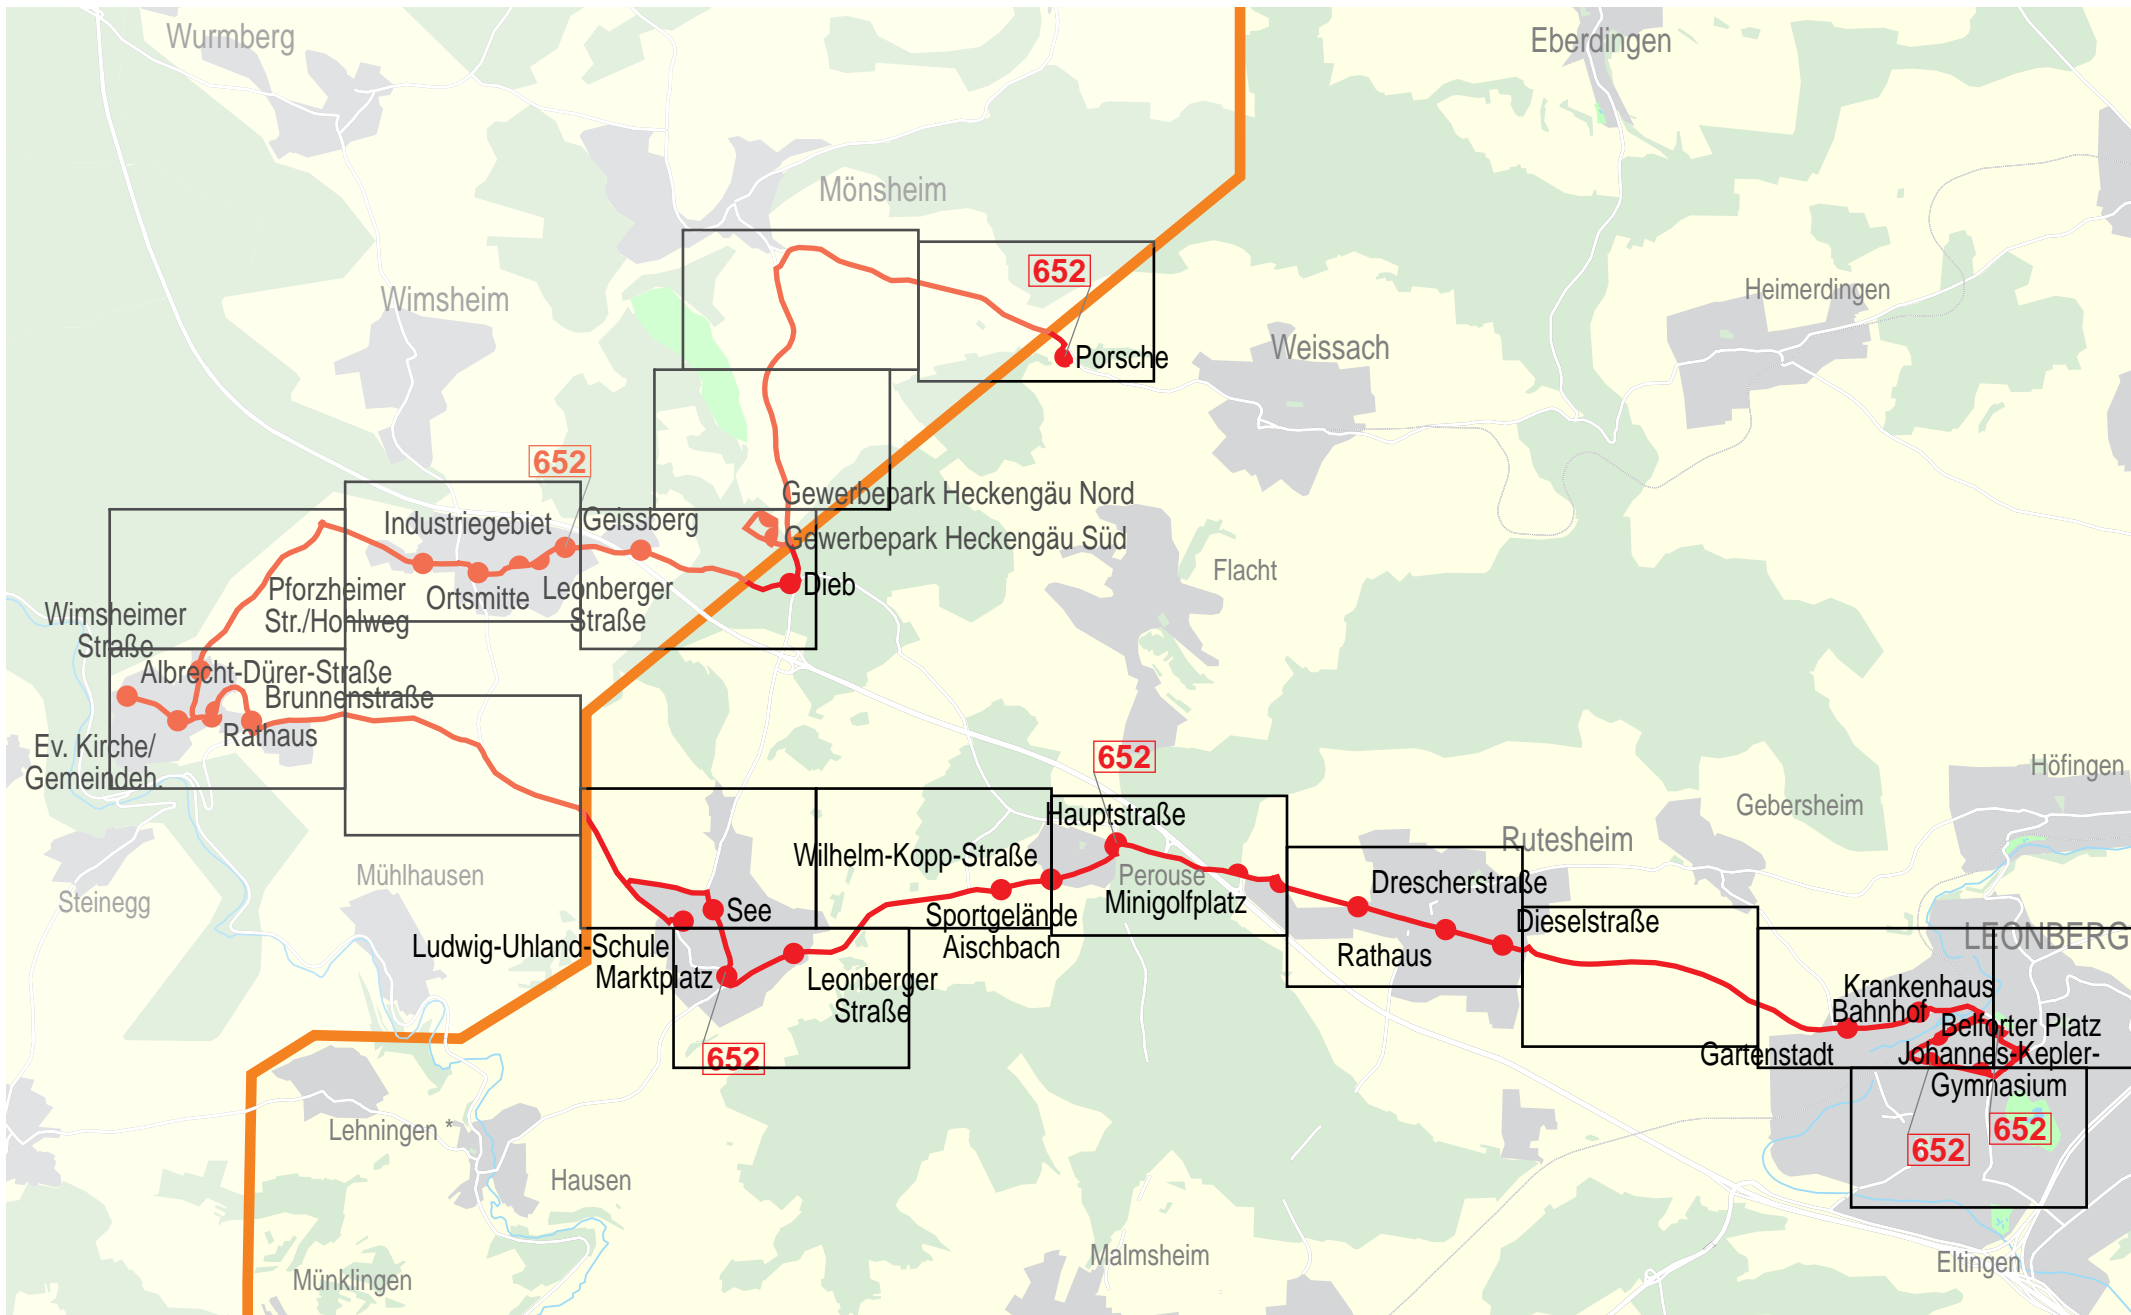 Wurmberg
Eberdingen
Mönsheim
652
Wimsheim
Heimerdingen
Weissach
Porsche
652
Gewerbepark Heckengäu Nord
Industriegebiet
Geissberg
Gewerbepark Heckengäu Süd
Flacht
Dieb
Pforzheimer
Str./Hohlweg
Ortsmitte
Leonberger
Straße
Wimsheimer
Straße
Albrecht-Dürer-Straße
Brunnenstraße
Rathaus
Ev. Kirche/
Gemeindeh.
652
Höfingen
Gebersheim
Hauptstraße
Rutesheim
Wilhelm-Kopp-Straße
Perouse
Minigolfplatz
Mühlhausen
Steinegg
Drescherstraße
See
Sportgelände
Aischbach
Dieselstraße
LEONBERG
Ludwig-Uhland-Schule
Marktplatz
Rathaus
Leonberger
Straße
Krankenhaus
Bahnhof
Belforter Platz
Gartenstadt
Johannes-Kepler-
Gymnasium
652
652
652
Lehningen *
Hausen
Malmsheim
Eltingen
Münklingen